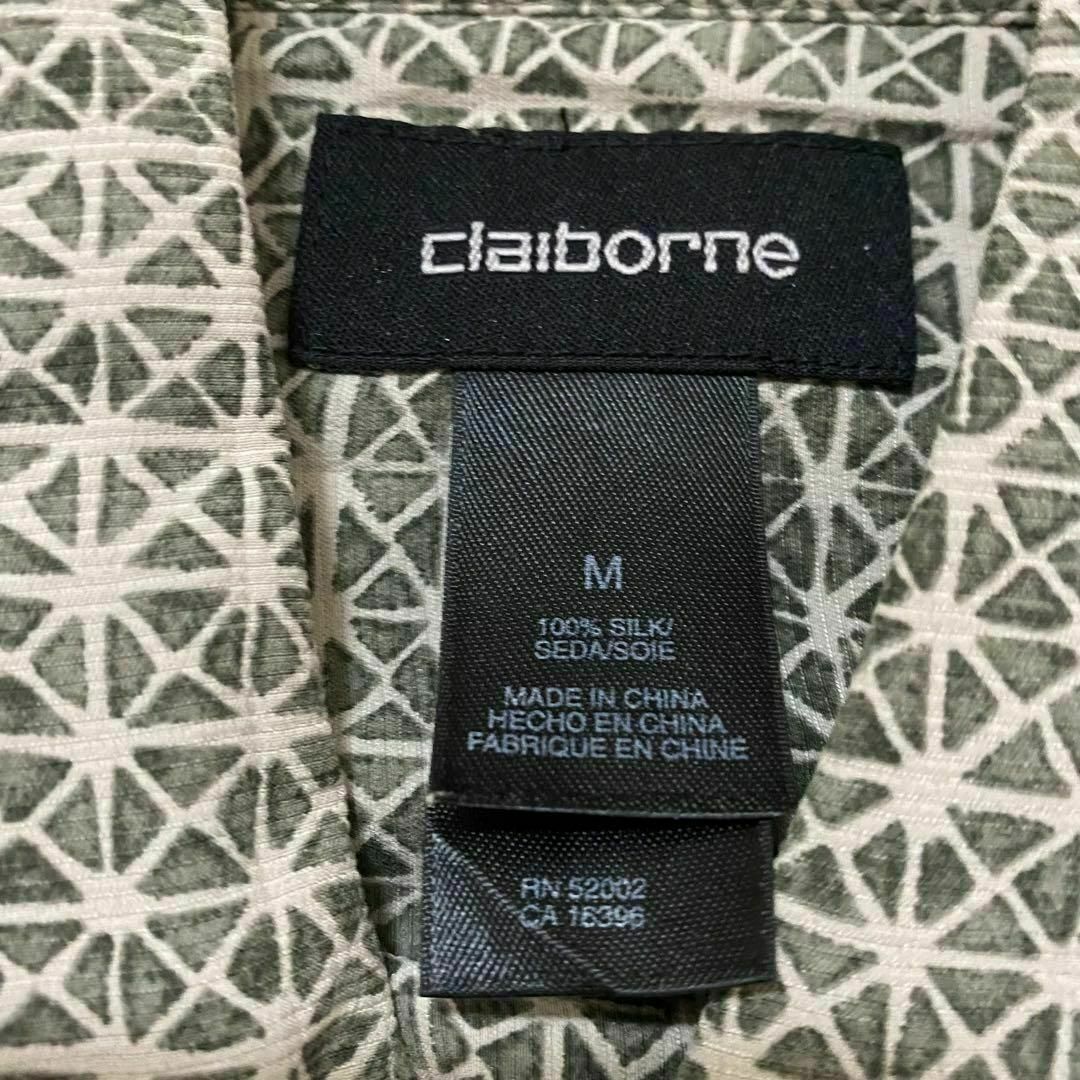 claiborne
M
100% SILK/
SEDA/SOIE
MADE IN CHINA
HECHO EN CHINA
FABRIQUE EN CHINE
RN 52002
CA 16396